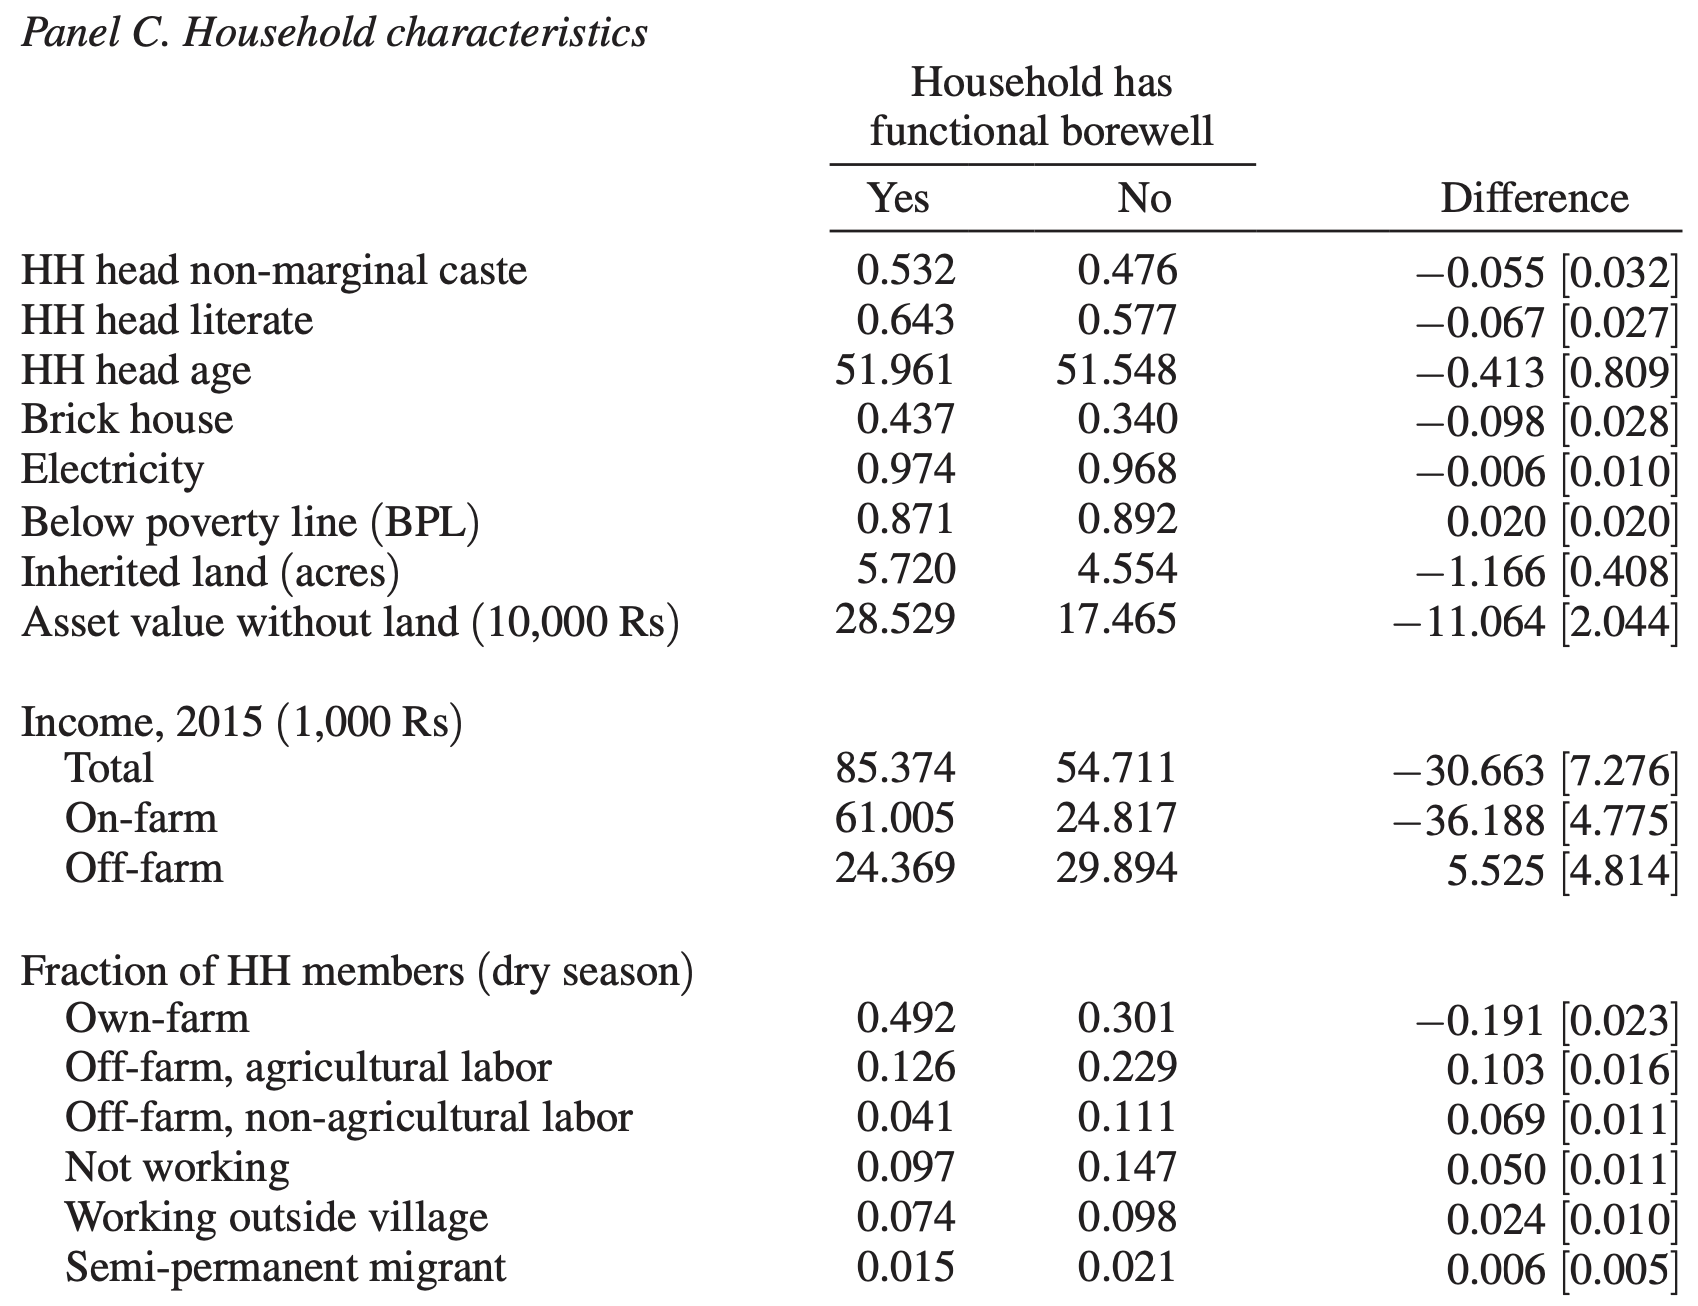 Panel C. Household characteristics
Household has
functional borewell
Yes No Difference
HH head non-marginal caste 0.532 0.476 −0.055 [0.032]
HH head literate 0.643 0.577 −0.067 [0.027]
HH head age 51.961 51.548 −0.413 [0.809]
Brick house 0.437 0.340 −0.098 [0.028]
Electricity 0.974 0.968 −0.006 [0.010]
Below poverty line (BPL) 0.871 0.892 0.020 [0.020]
Inherited land (acres) 5.720 4.554 −1.166 [0.408]
Asset value without land (10,000 Rs) 28.529 17.465 −11.064 [2.044]
Income, 2015 (1,000 Rs)
Total 85.374 54.711 −30.663 [7.276]
On-farm 61.005 24.817 −36.188 [4.775]
Off-farm 24.369 29.894 5.525 [4.814]
Fraction of HH members (dry season)
Own-farm 0.492 0.301 −0.191 [0.023]
Off-farm, agricultural labor 0.126 0.229 0.103 [0.016]
Off-farm, non-agricultural labor 0.041 0.111 0.069 [0.011]
Not working 0.097 0.147 0.050 [0.011]
Working outside village 0.074 0.098 0.024 [0.010]
Semi-permanent migrant 0.015 0.021 0.006 [0.005]